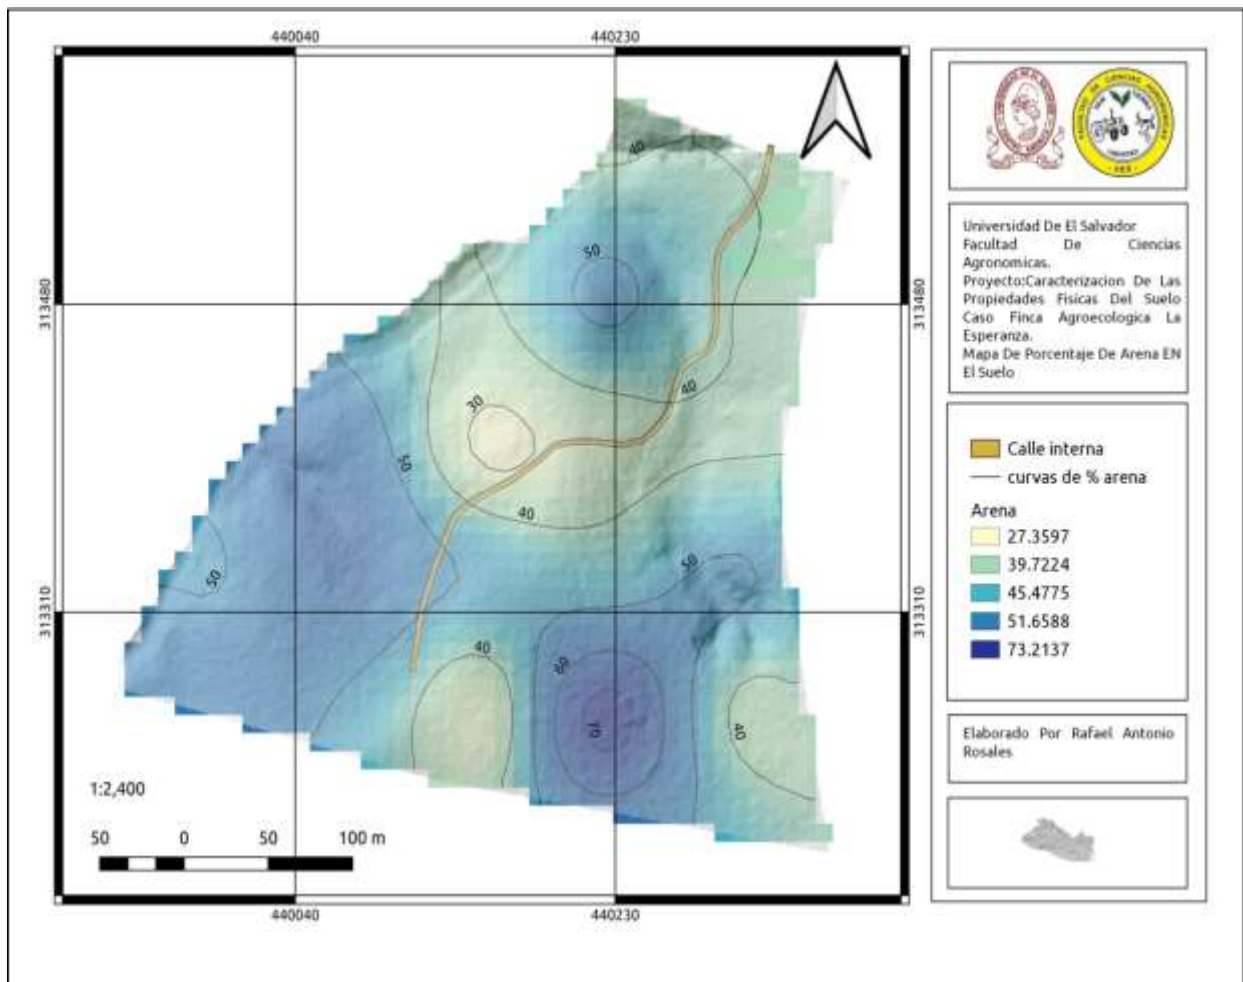 440040
440230
40
50
313480
313480
30
40
50
40
50
50
313310
313310
40
60
70
40
1:2,400
50 0 50 100 m
440040
440230
Universidad De El Salvador
Facultad De Ciencias
Agronomicas.
Proyecto:Caracterizacion De Las
Propiedades Fisicas Del Suelo
Caso Finca Agroecologica La
Esperanza.
Mapa De Porcentaje De Arena EN
El Suelo
Calle interna
curvas de % arena
Arena
27.3597
39.7224
45.4775
51.6588
73.2137
Elaborado Por Rafael Antonio
Rosales